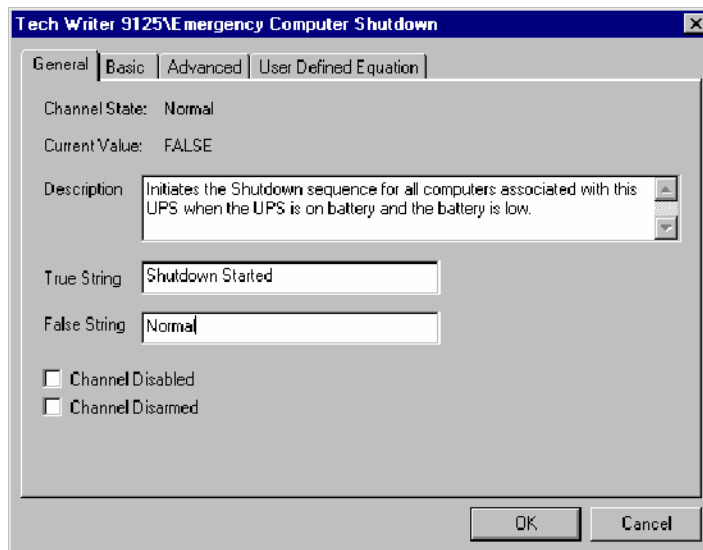 Tech Writer 9125\Emergency Computer Shutdown
General Basic Advanced User Defined Equation
Channel State: Normal
Current Value: FALSE
Description Initiates the Shutdown sequence for all computers associated with this
UPS when the UPS is on battery and the battery is low.
True String Shutdown Started
False String Normal
Channel Disabled
Channel Disarmed
OK Cancel